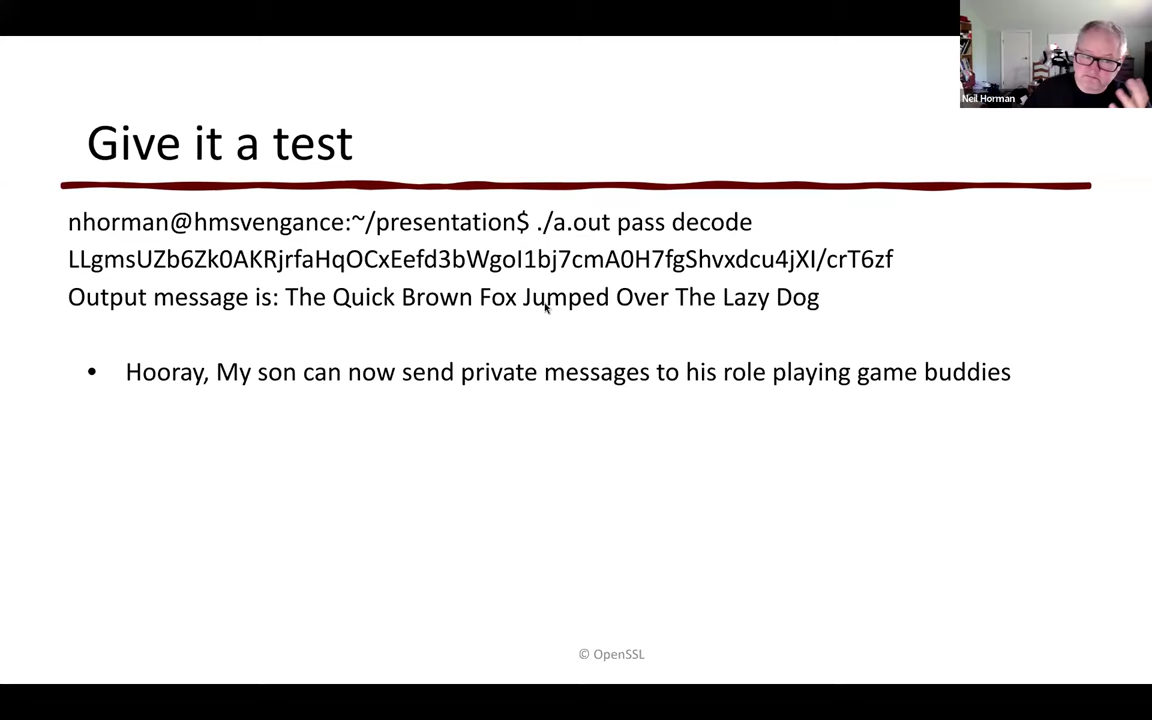 Neil Horman
Give it a test
nhorman@hmsvengance:~/presentation$ ./a.out pass decode
LLgmsUZb6Zk0AKRjrfaHqOCxEefd3bWgoI1bj7cmA0H7fgShvxdcu4jXI/crT6zf
Output message is: The Quick Brown Fox Jumped Over The Lazy Dog
• Hooray, My son can now send private messages to his role playing game buddies
© OpenSSL